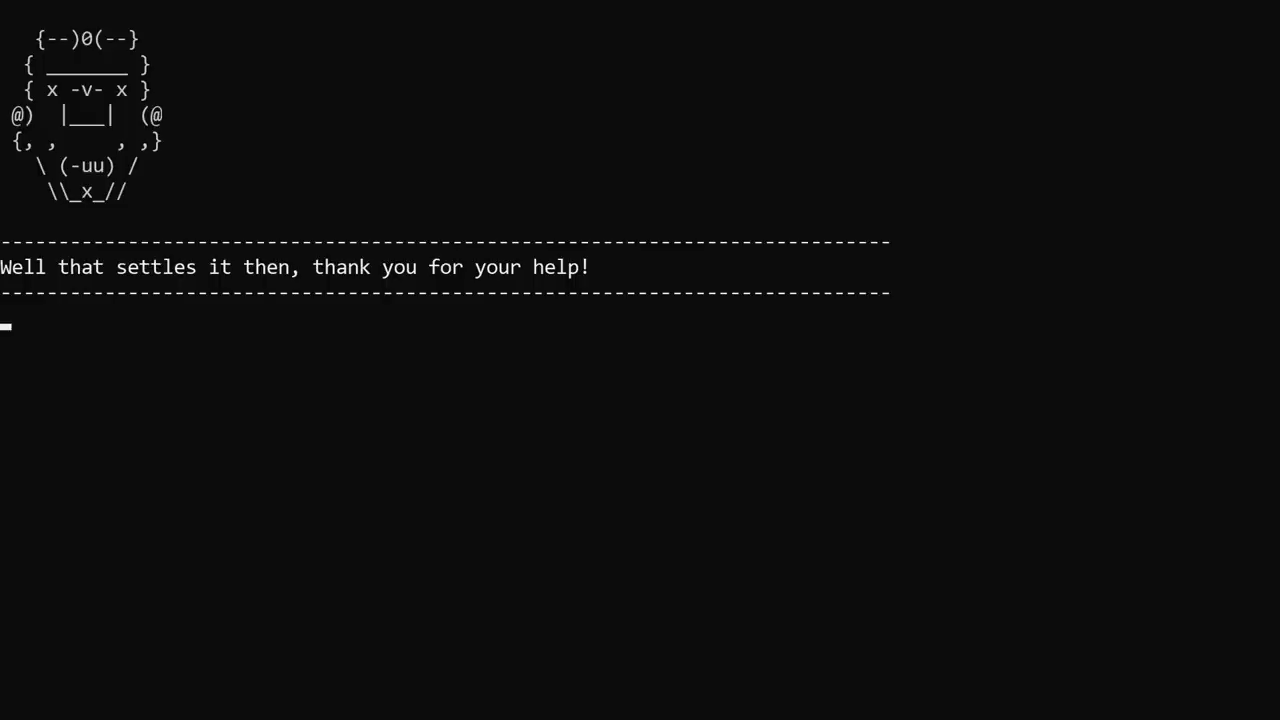 {--)0(--}
  { _______ }
  { x -v- x }
 @)  |___|  (@
 {, ,     , ,}
   \ (-uu) /
    \\_x_//
-----------------------------------------------------------------------------
Well that settles it then, thank you for your help!
-----------------------------------------------------------------------------